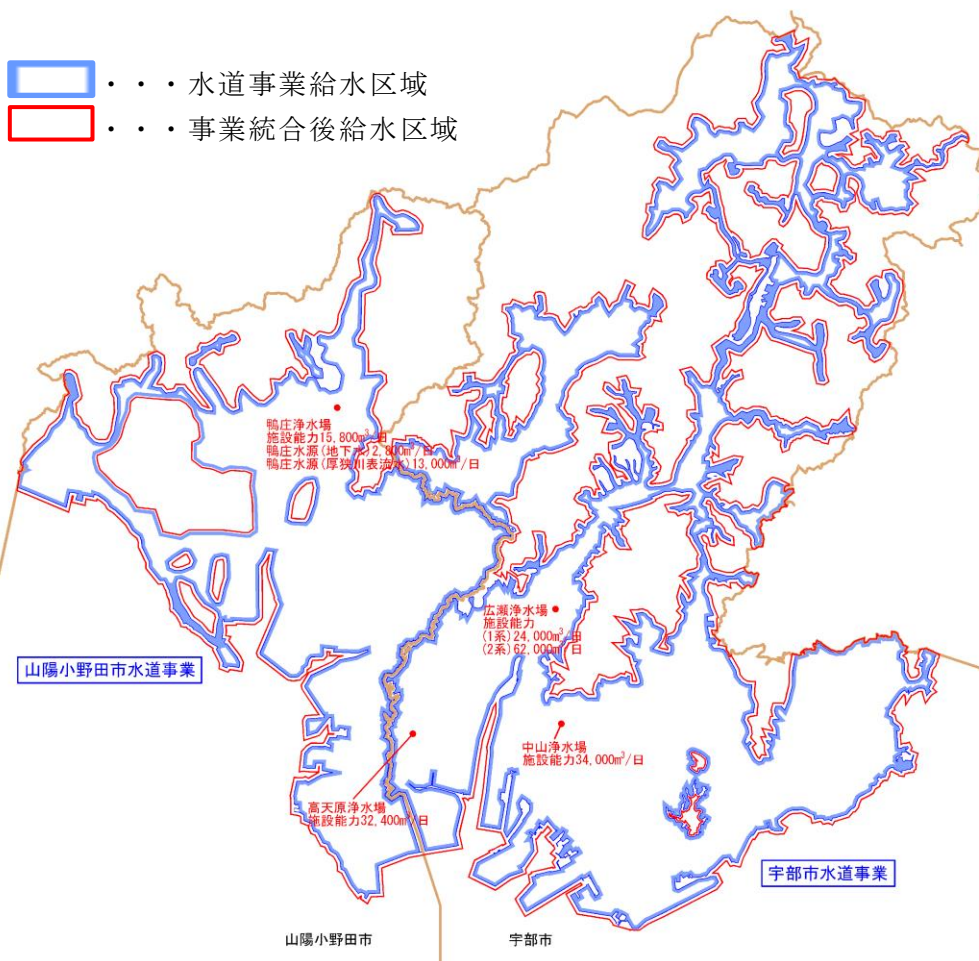 ・・・水道事業給水区域
・・・事業統合後給水区域
鴨庄浄水場
施設能力15,800m³/日
鴨庄水源(地下水)2,800m³/日
鴨庄水源(厚狭川表流水)13,000m³/日
広瀬浄水場
施設能力
(1系)24,000m³/日
(2系)62,000m³/日
山陽小野田市水道事業
中山浄水場
施設能力34,000m³/日
高天原浄水場
施設能力32,400m³/日
宇部市水道事業
山陽小野田市
宇部市